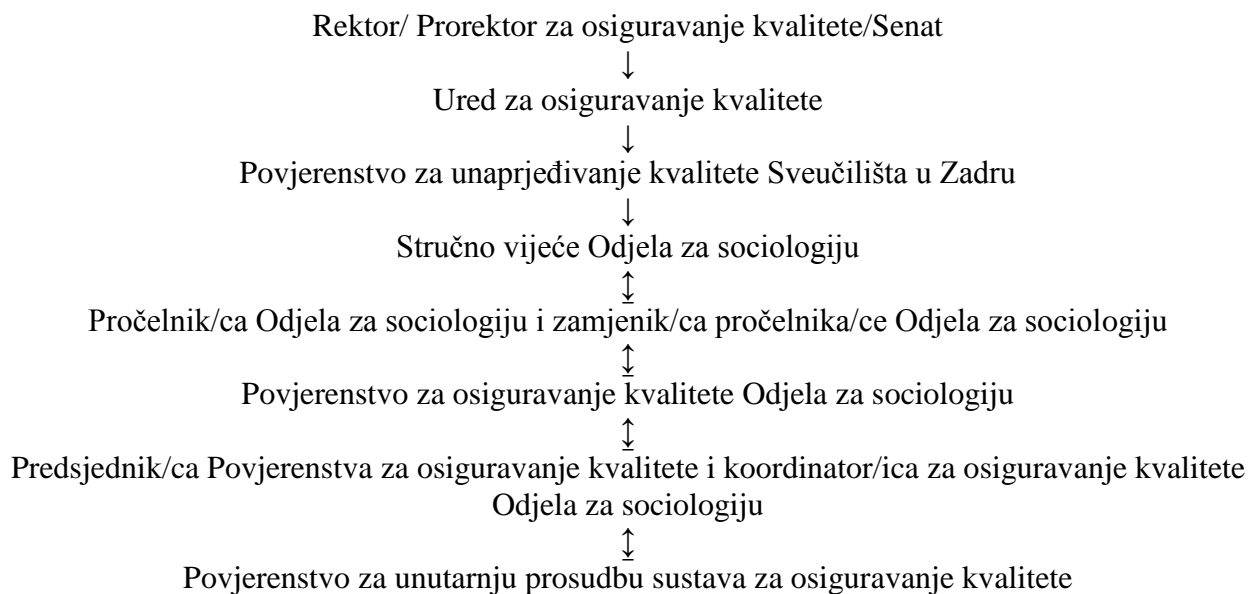 Rektor/ Prorektor za osiguravanje kvalitete/Senat
↓
Ured za osiguravanje kvalitete
↓
Povjerenstvo za unaprjeđivanje kvalitete Sveučilišta u Zadru
↓
Stručno vijeće Odjela za sociologiju
↨
Pročelnik/ca Odjela za sociologiju i zamjenik/ca pročelnika/ce Odjela za sociologiju
↨
Povjerenstvo za osiguravanje kvalitete Odjela za sociologiju
↨
Predsjednik/ca Povjerenstva za osiguravanje kvalitete i koordinator/ica za osiguravanje kvalitete
Odjela za sociologiju
↨
Povjerenstvo za unutarnju prosudbu sustava za osiguravanje kvalitete